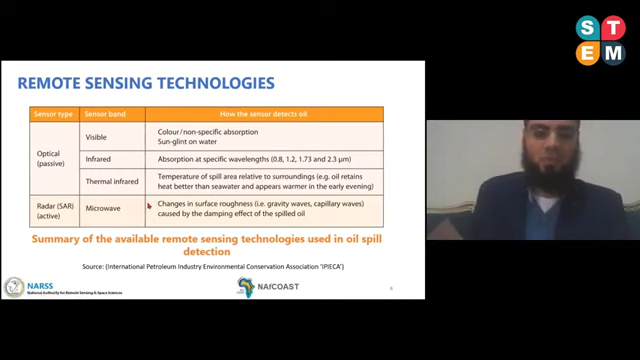 S T
E M
REMOTE SENSING TECHNOLOGIES
Sensor type Sensor band How the sensor detects oil
Optical (passive)
Visible
Colour/non-specific absorption
Sun-glint on water
Infrared
Absorption at specific wavelengths (0.8, 1.2, 1.73 and 2.3 µm)
Thermal infrared
Temperature of spill area relative to surroundings (e.g. oil retains
heat better than seawater and appears warmer in the early evening)
Radar (SAR)
(active)
Microwave
Changes in surface roughness (i.e. gravity waves, capillary waves)
caused by the damping effect of the spilled oil
Summary of the available remote sensing technologies used in oil spill
detection
Source: (International Petroleum Industry Environmental Conservation Association 'IPIECA')
NARSS
National Authority for Remote Sensing & Space Sciences
NAICOAST